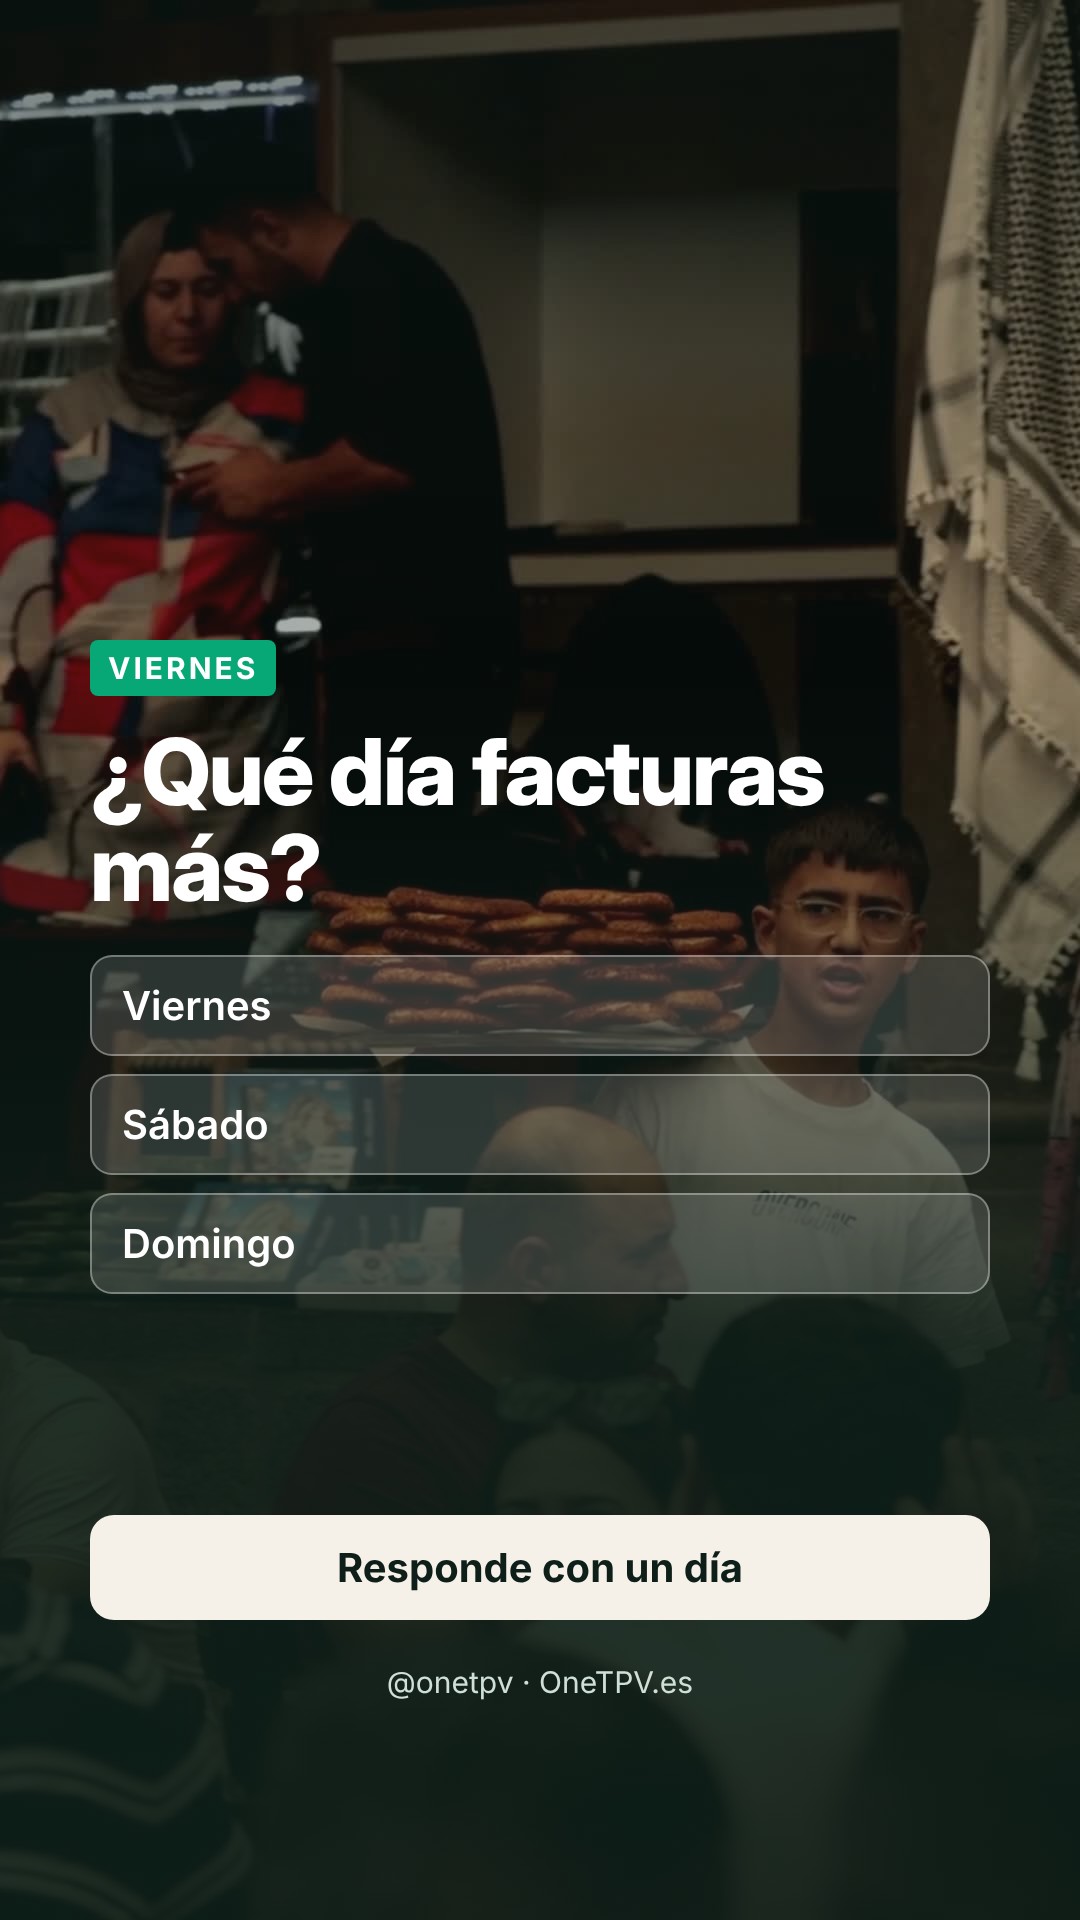 VIERNES
¿Qué día facturas
más?
Viernes
Sábado
Domingo
Responde con un día
@onetpv · OneTPV.es